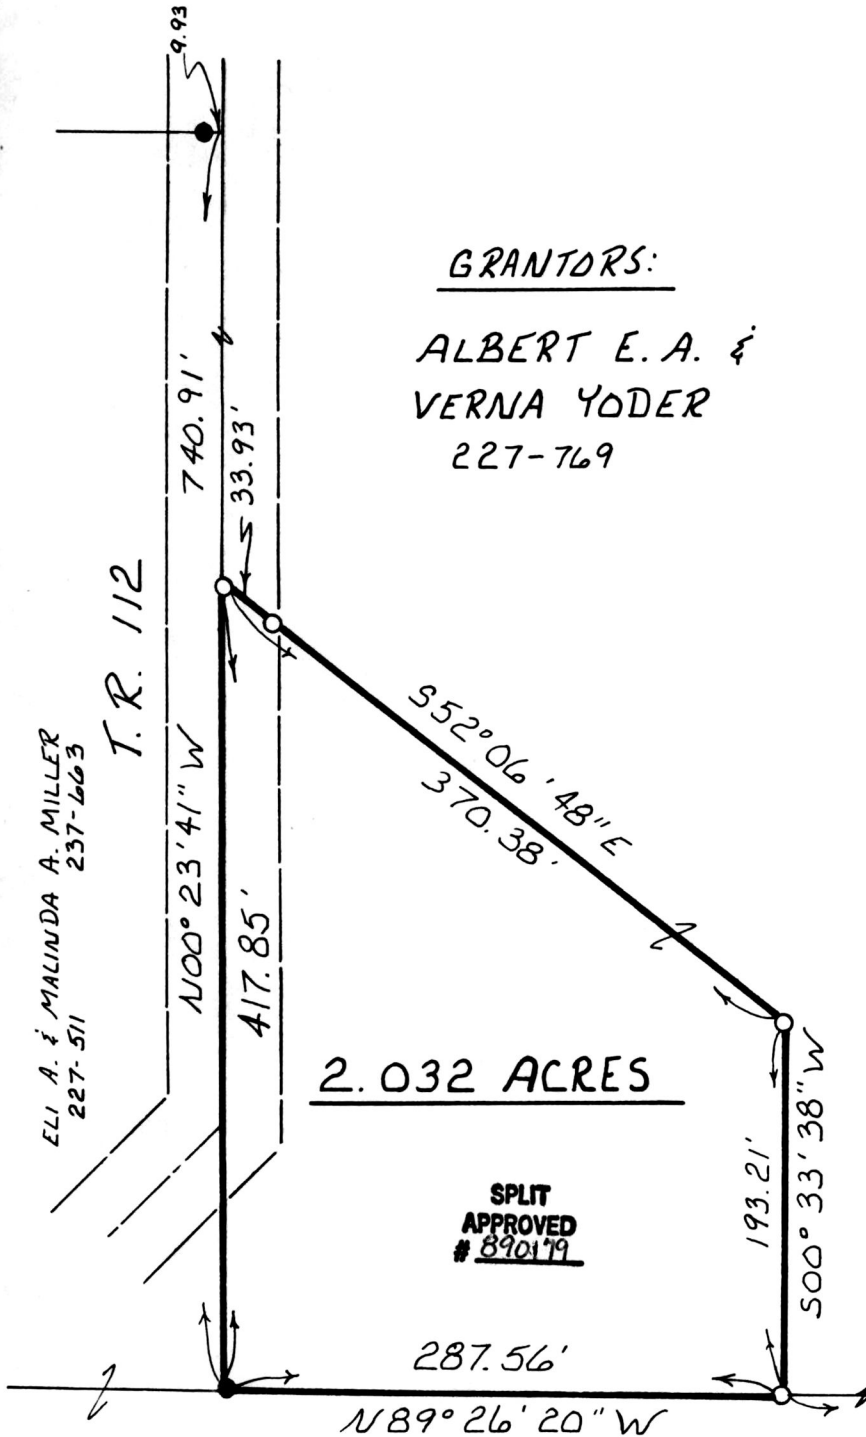 9.93
GRANTORS:
ALBERT E. A. &
VERNA YODER
227-769
740.91'
33.93'
T. R. 112
S52°06'48"E
370.38'
ELI A. & MALINDA A. MILLER
227-511 237-663
N00°23'41"W
417.85'
2.032 ACRES
SPLIT
APPROVED
# 890179
193.21'
S00°33'38"W
287.56'
N89°26'20"W